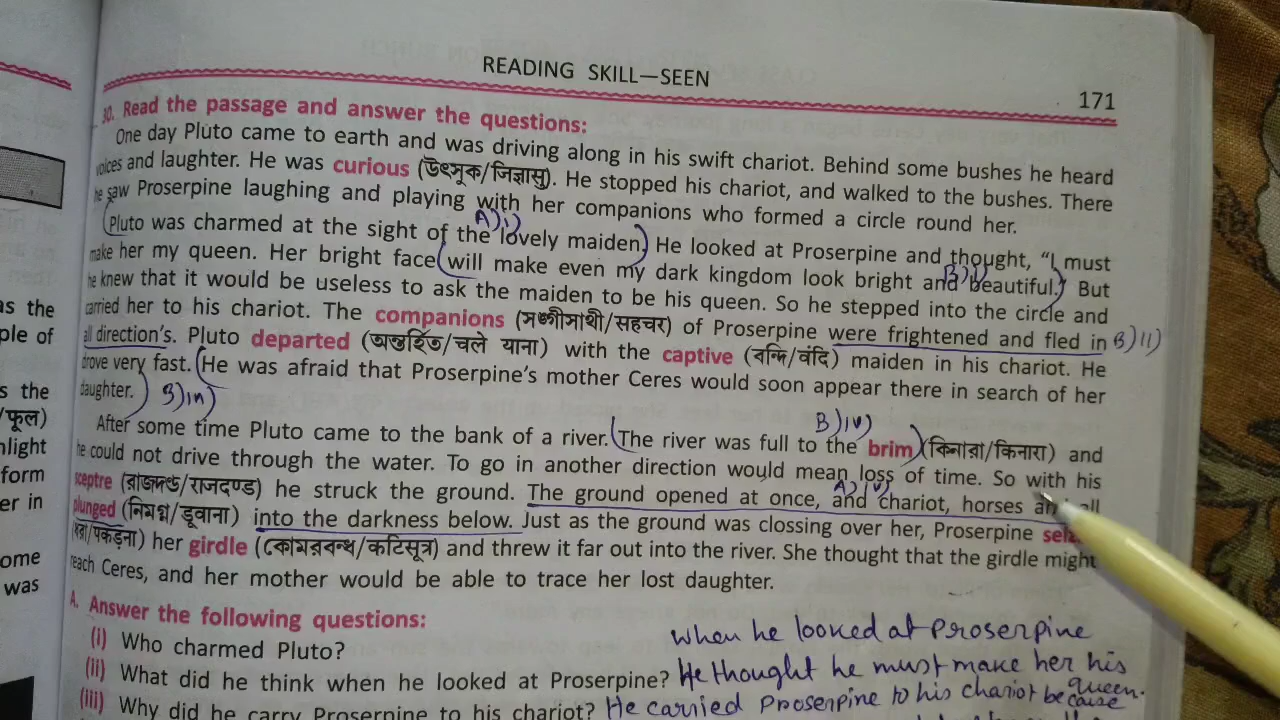 READING SKILL—SEEN
171
30. Read the passage and answer the questions:
One day Pluto came to earth and was driving along in his swift chariot. Behind some bushes he heard
voices and laughter. He was curious (উৎসূক/जिज्ञासु). He stopped his chariot, and walked to the bushes. There
he saw Proserpine laughing and playing with her companions who formed a circle round her.
A) i)
Pluto was charmed at the sight of the lovely maiden. He looked at Proserpine and thought, “I must
make her my queen. Her bright face will make even my dark kingdom look bright and beautiful.” But
B) i)
he knew that it would be useless to ask the maiden to be his queen. So he stepped into the circle and
carried her to his chariot. The companions (সঙ্গীসাথী/सहचर) of Proserpine were frightened and fled in B) ii)
all direction's. Pluto departed (অন্তর্হিত/चले याना) with the captive (বন্দি/वंदि) maiden in his chariot. He
drove very fast. He was afraid that Proserpine's mother Ceres would soon appear there in search of her
daughter. B) iii)
B) iv)
After some time Pluto came to the bank of a river. The river was full to the brim (কিনারা/किनारा) and
he could not drive through the water. To go in another direction would mean loss of time. So with his
A) iv)
sceptre (রাজদণ্ড/राजदण्ड) he struck the ground. The ground opened at once, and chariot, horses all
plunged (নিমগ্ন/डूवाना) into the darkness below. Just as the ground was clossing over her, Proserpine
/पकड़ना) her girdle (কোমরবন্ধ/कटिसूत्र) and threw it far out into the river. She thought that the girdle might
reach Ceres, and her mother would be able to trace her lost daughter.
A. Answer the following questions:
(i) Who charmed Pluto?
when he looked at Proserpine
(ii) What did he think when he looked at Proserpine? He thought he must make her his
queen.
(iii) Why did he carry Proserpine to his chariot? He carried Proserpine to his chariot because
as the
ple of
s the
/फूल)
nlight
form
er in
ome
was